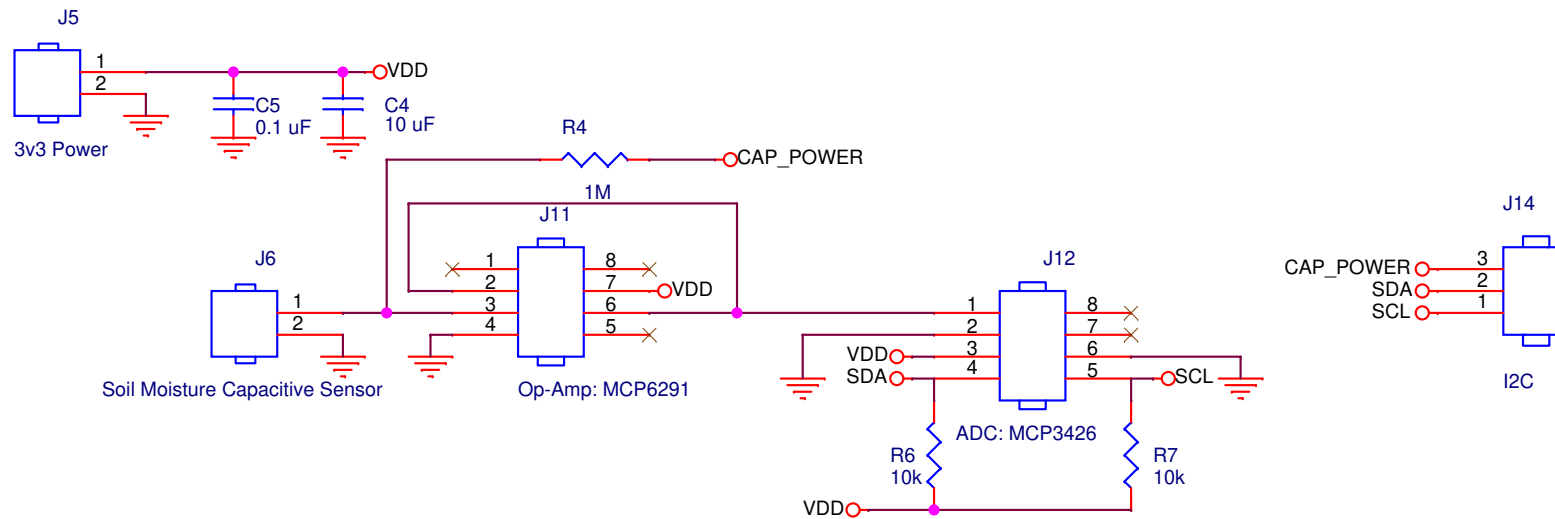 J5
1
2
3v3 Power
VDD
C5
0.1 uF
C4
10 uF
R4
CAP_POWER
1M
J11
1
2
3
4
8
7
6
5
VDD
Op-Amp: MCP6291
J6
1
2
Soil Moisture Capacitive Sensor
J12
1
2
3
4
8
7
6
5
VDD
SDA
SCL
ADC: MCP3426
R6
10k
R7
10k
VDD
J14
CAP_POWER
3
SDA
2
SCL
1
I2C